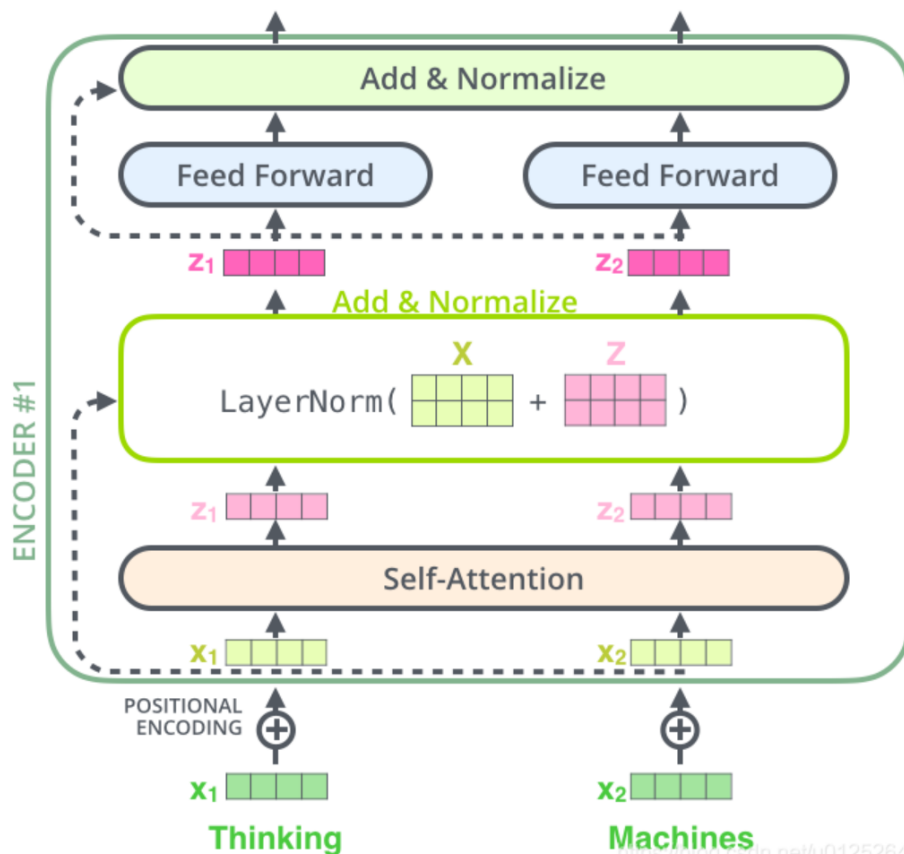 Add & Normalize
Feed Forward Feed Forward
z1 z2
Add & Normalize
X Z
LayerNorm( + )
ENCODER #1
z1 z2
Self-Attention
x1 x2
POSITIONAL
ENCODING
x1 x2
Thinking Machines